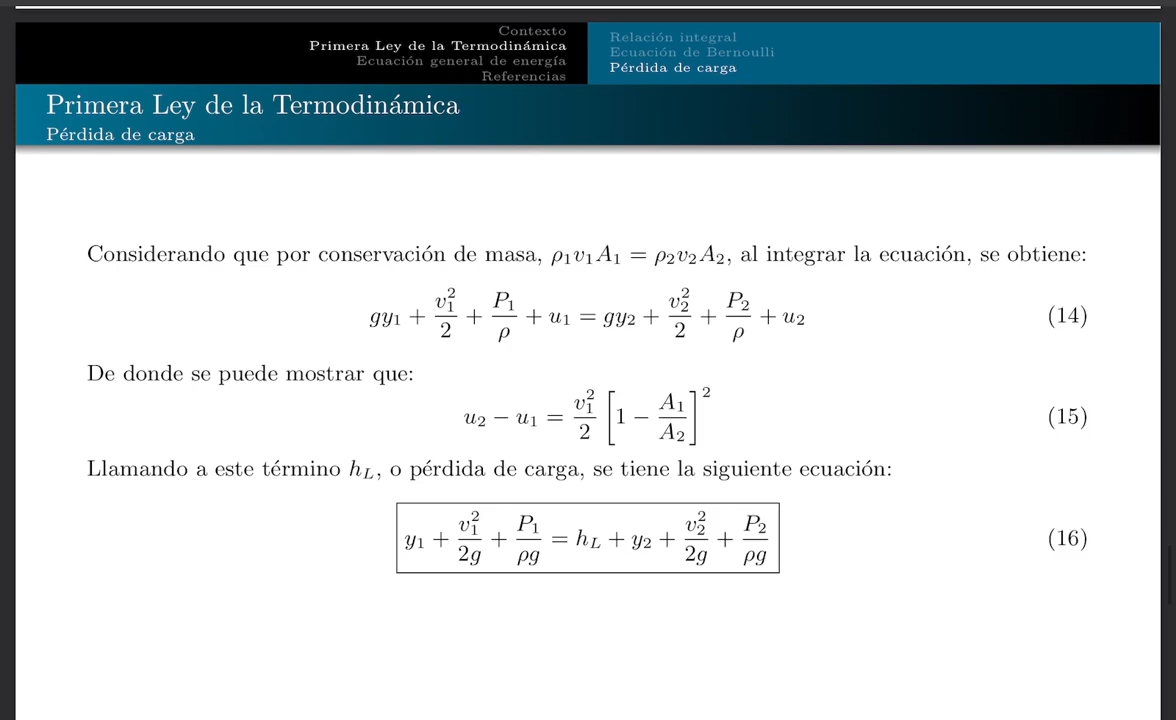 Contexto
Primera Ley de la Termodinámica
Ecuación general de energía
Referencias
Relación integral
Ecuación de Bernoulli
Pérdida de carga
Primera Ley de la Termodinámica
Pérdida de carga
Considerando que por conservación de masa, ρ₁v₁A₁ = ρ₂v₂A₂, al integrar la ecuación, se obtiene:
gy₁ + v₁²/2 + P₁/ρ + u₁ = gy₂ + v₂²/2 + P₂/ρ + u₂ (14)
De donde se puede mostrar que:
u₂ − u₁ = v₁²/2 [1 − A₁/A₂]² (15)
Llamando a este término h_L, o pérdida de carga, se tiene la siguiente ecuación:
y₁ + v₁²/2g + P₁/ρg = h_L + y₂ + v₂²/2g + P₂/ρg (16)